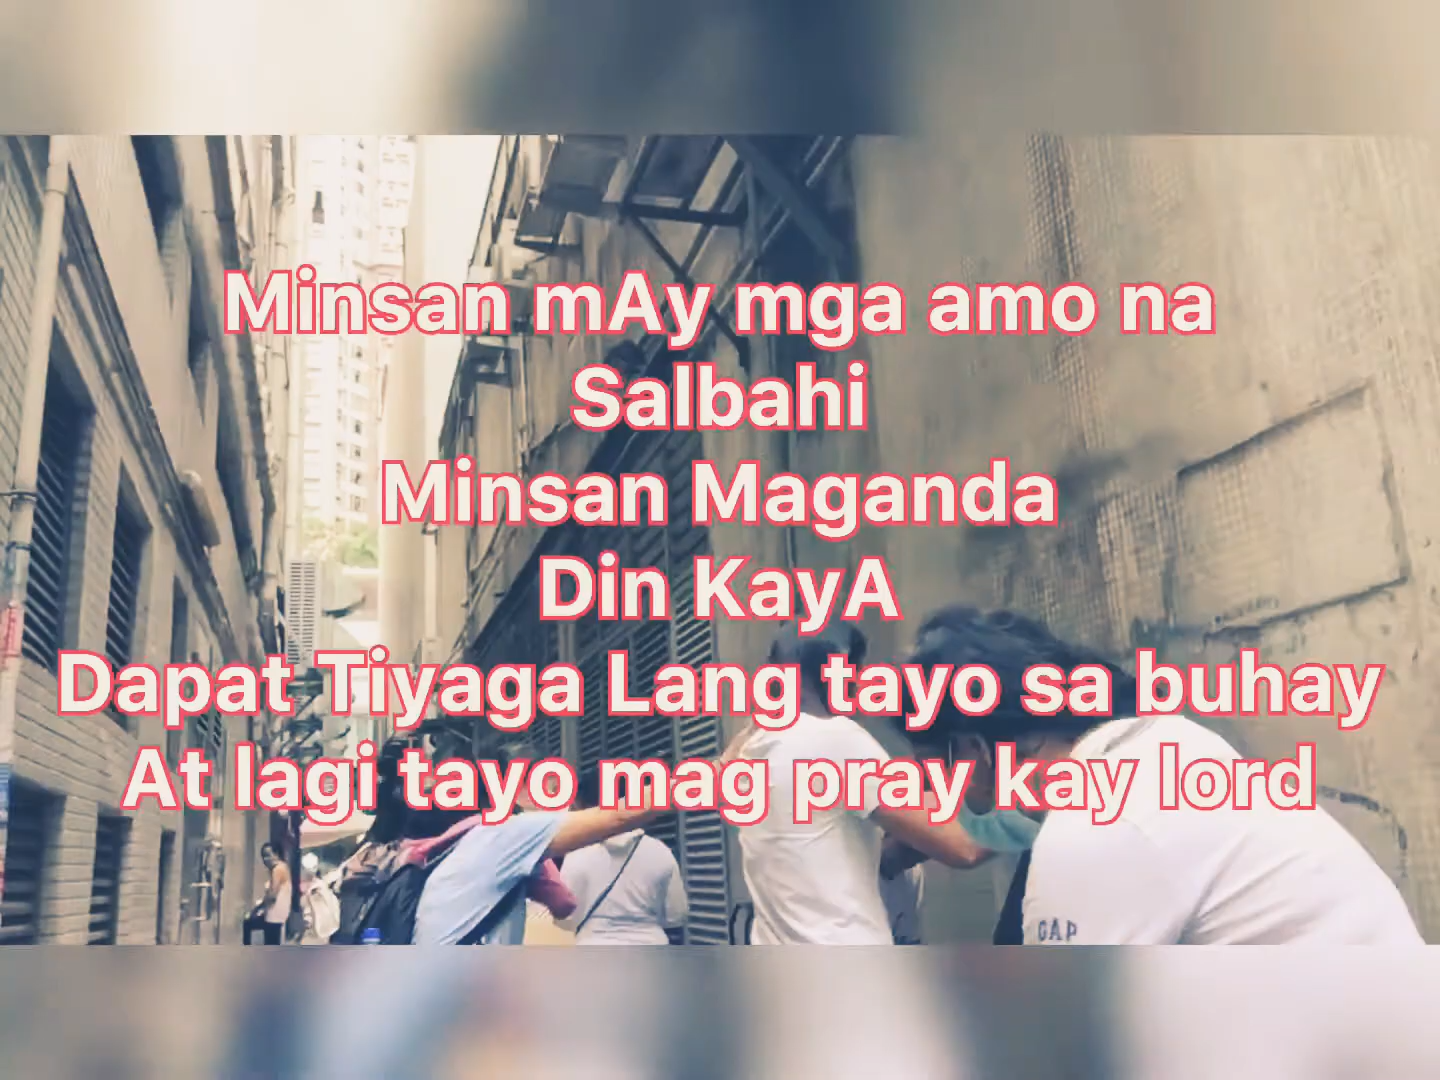 Minsan mAy mga amo na
Salbahi
Minsan Maganda
Din KayA
Dapat Tiyaga Lang tayo sa buhay
At lagi tayo mag pray kay lord
GAP